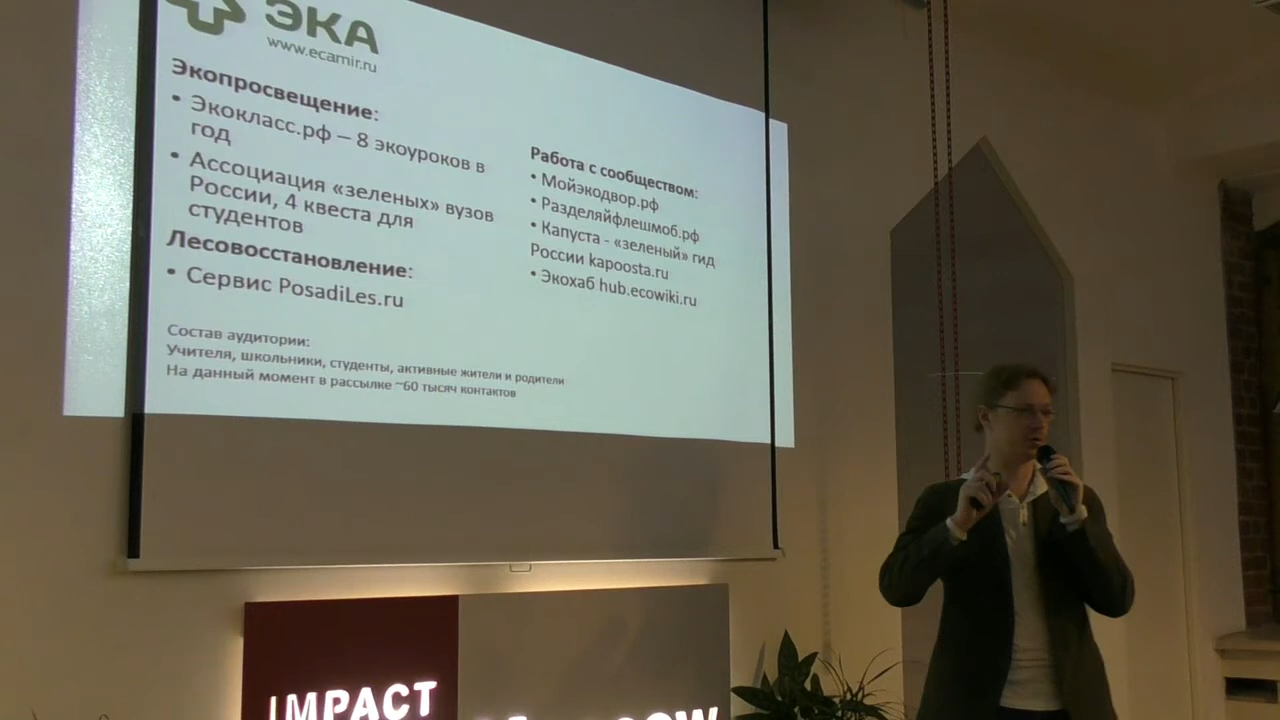 ЭКА
www.ecamir.ru
Экопросвещение:
• Экокласс.рф – 8 экоуроков в
год
• Ассоциация «зеленых» вузов
России, 4 квеста для
студентов
Лесовосстановление:
• Сервис PosadiLes.ru
Состав аудитории:
Учителя, школьники, студенты, активные жители и родители
На данный момент в рассылке ~60 тысяч контактов
Работа с сообществом:
• Мойэкодвор.рф
• Разделяйфлешмоб.рф
• Капуста - «зеленый» гид
России kapoosta.ru
• Экохаб hub.ecowiki.ru
IMPACT
Moscow